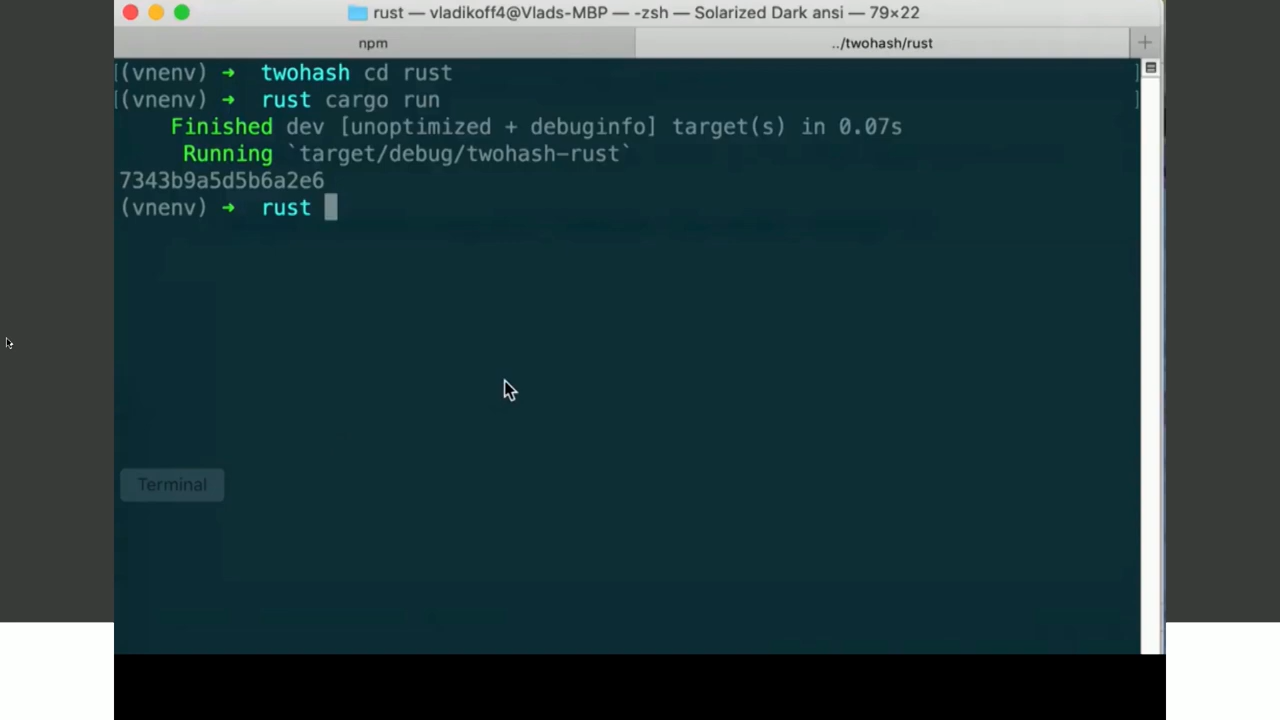 rust — vladikoff4@Vlads-MBP — -zsh — Solarized Dark ansi — 79×22
npm
../twohash/rust
[(vnenv) ➜ twohash cd rust ]
[(vnenv) ➜ rust cargo run ]
Finished dev [unoptimized + debuginfo] target(s) in 0.07s
Running `target/debug/twohash-rust`
7343b9a5d5b6a2e6
(vnenv) ➜ rust
Terminal